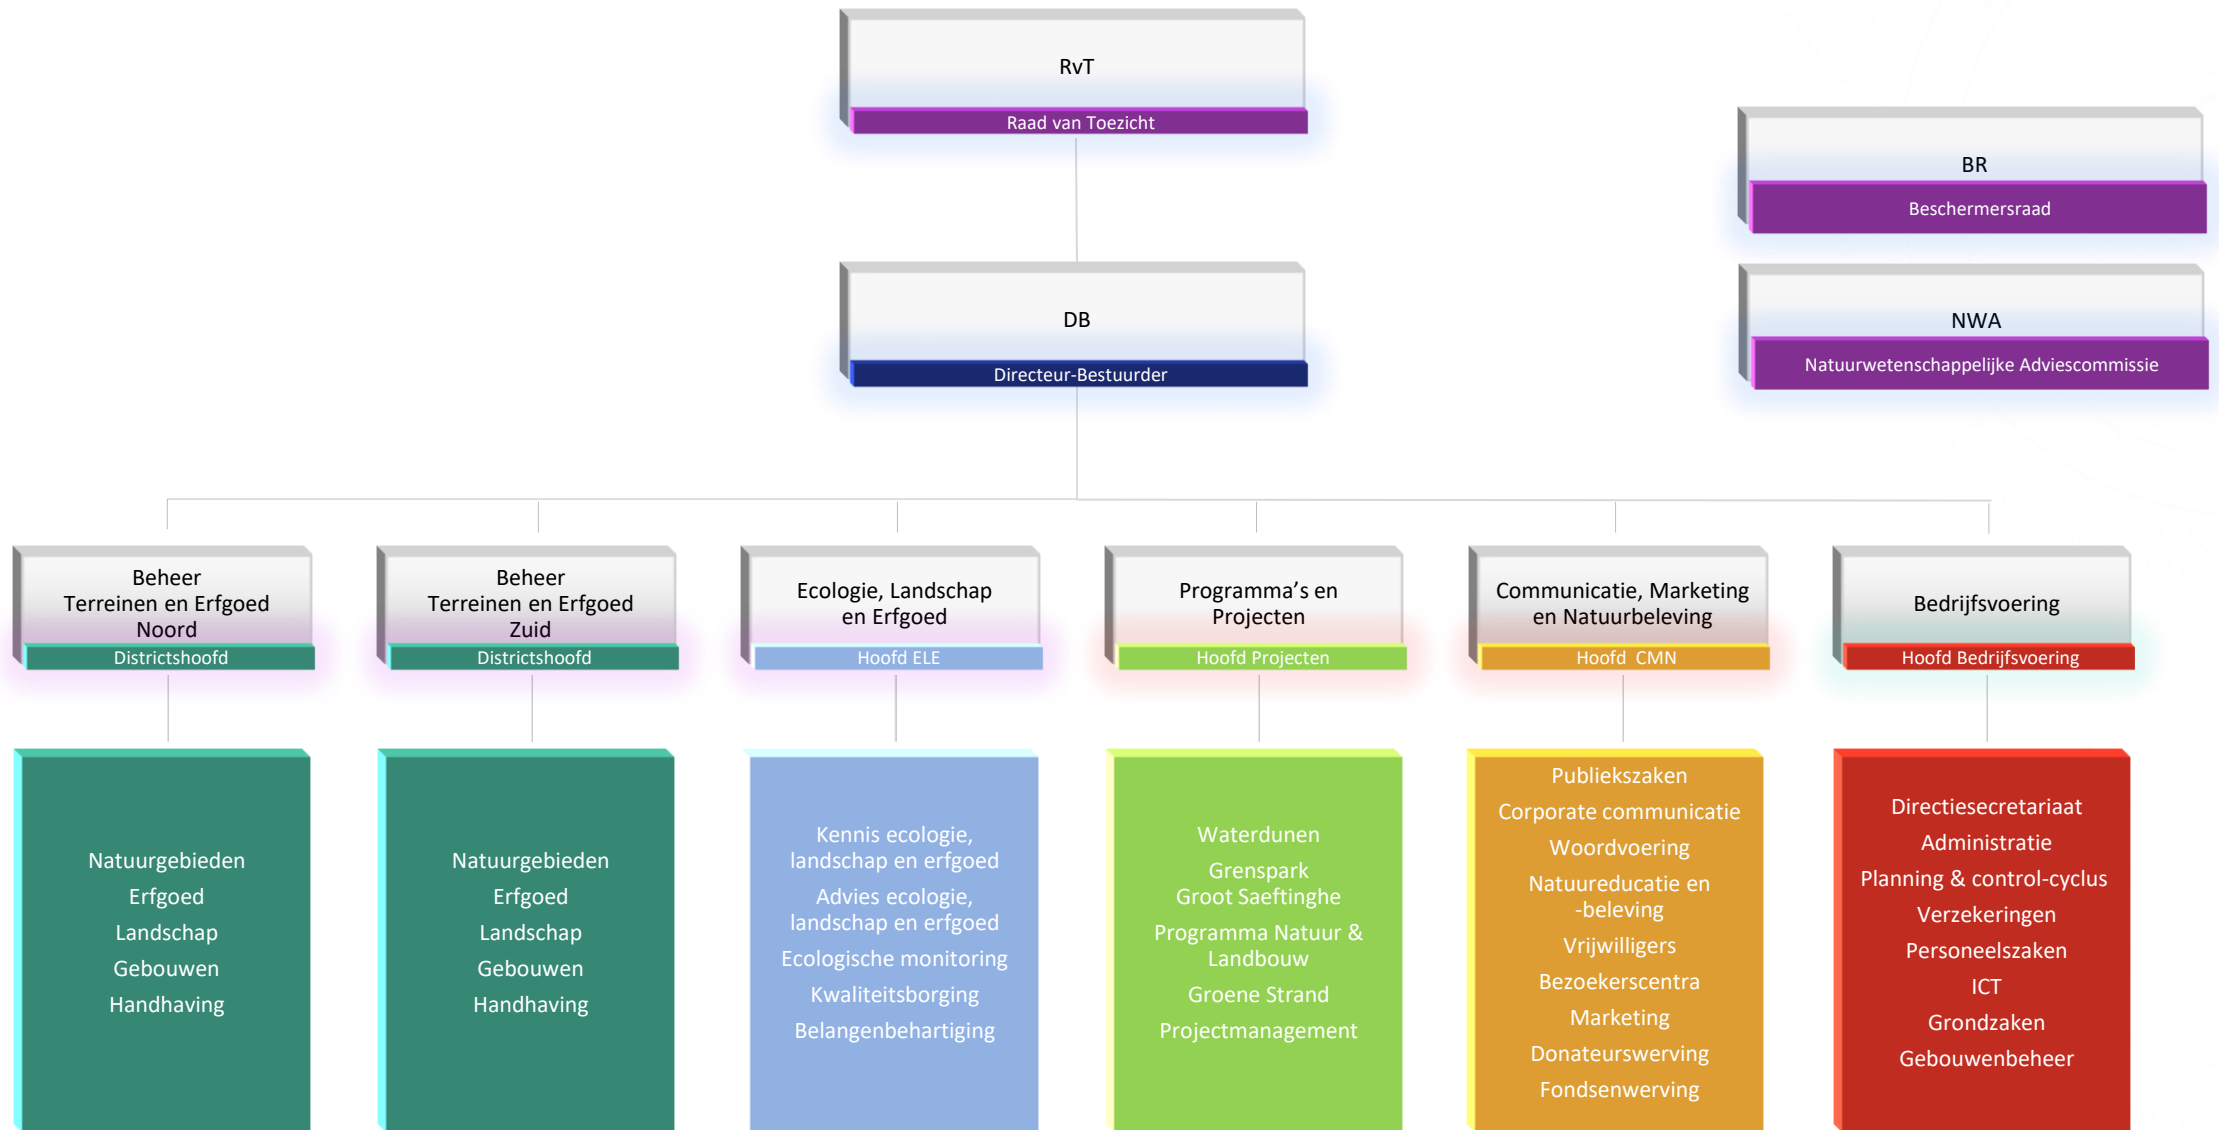 RvT
Raad van Toezicht
BR
Beschermersraad
DB
Directeur-Bestuurder
NWA
Natuurwetenschappelijke Adviescommissie
Beheer
Terreinen en Erfgoed
Noord
Districtshoofd
Beheer
Terreinen en Erfgoed
Zuid
Districtshoofd
Ecologie, Landschap
en Erfgoed
Hoofd ELE
Programma’s en
Projecten
Hoofd Projecten
Communicatie, Marketing
en Natuurbeleving
Hoofd CMN
Bedrijfsvoering
Hoofd Bedrijfsvoering
Natuurgebieden
Erfgoed
Landschap
Gebouwen
Handhaving
Natuurgebieden
Erfgoed
Landschap
Gebouwen
Handhaving
Kennis ecologie,
landschap en erfgoed
Advies ecologie,
landschap en erfgoed
Ecologische monitoring
Kwaliteitsborging
Belangenbehartiging
Waterdunen
Grenspark
Groot Saeftinghe
Programma Natuur &
Landbouw
Groene Strand
Projectmanagement
Publiekszaken
Corporate communicatie
Woordvoering
Natuureducatie en
-beleving
Vrijwilligers
Bezoekerscentra
Marketing
Donateurswerving
Fondsenwerving
Directiesecretariaat
Administratie
Planning & control-cyclus
Verzekeringen
Personeelszaken
ICT
Grondzaken
Gebouwenbeheer